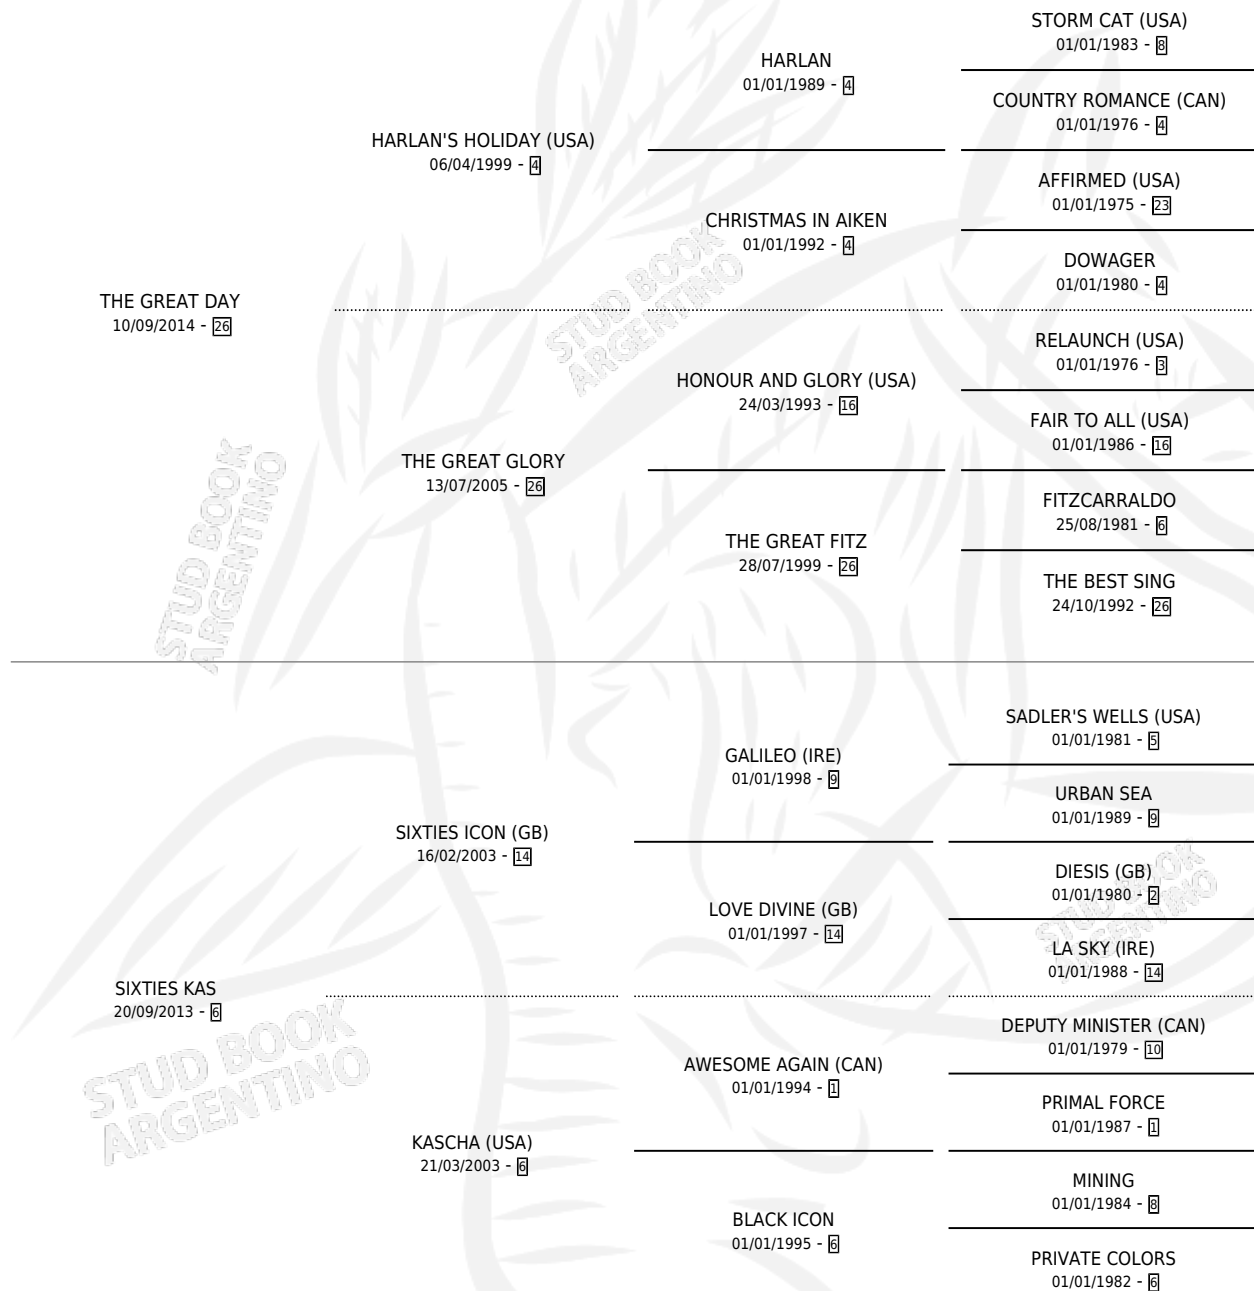 STORM CAT (USA)
01/01/1983 - 8
HARLAN
01/01/1989 - 4
COUNTRY ROMANCE (CAN)
01/01/1976 - 4
HARLAN'S HOLIDAY (USA)
06/04/1999 - 4
AFFIRMED (USA)
01/01/1975 - 23
CHRISTMAS IN AIKEN
01/01/1992 - 4
DOWAGER
01/01/1980 - 4
THE GREAT DAY
10/09/2014 - 26
STUD BOOK
ARGENTINO
RELAUNCH (USA)
01/01/1976 - 3
HONOUR AND GLORY (USA)
24/03/1993 - 16
FAIR TO ALL (USA)
01/01/1986 - 16
THE GREAT GLORY
13/07/2005 - 26
FITZCARRALDO
25/08/1981 - 6
THE GREAT FITZ
28/07/1999 - 26
THE BEST SING
24/10/1992 - 26
STUD BOOK
ARGENTINO
SADLER'S WELLS (USA)
01/01/1981 - 5
GALILEO (IRE)
01/01/1998 - 9
URBAN SEA
01/01/1989 - 9
SIXTIES ICON (GB)
16/02/2003 - 14
DIESIS (GB)
01/01/1980 - 2
LOVE DIVINE (GB)
01/01/1997 - 14
STUD BOOK
ARGENTINO
LA SKY (IRE)
01/01/1988 - 14
SIXTIES KAS
20/09/2013 - 6
STUD BOOK
ARGENTINO
DEPUTY MINISTER (CAN)
01/01/1979 - 10
AWESOME AGAIN (CAN)
01/01/1994 - 1
PRIMAL FORCE
01/01/1987 - 1
KASCHA (USA)
21/03/2003 - 6
MINING
01/01/1984 - 8
BLACK ICON
01/01/1995 - 6
PRIVATE COLORS
01/01/1982 - 6